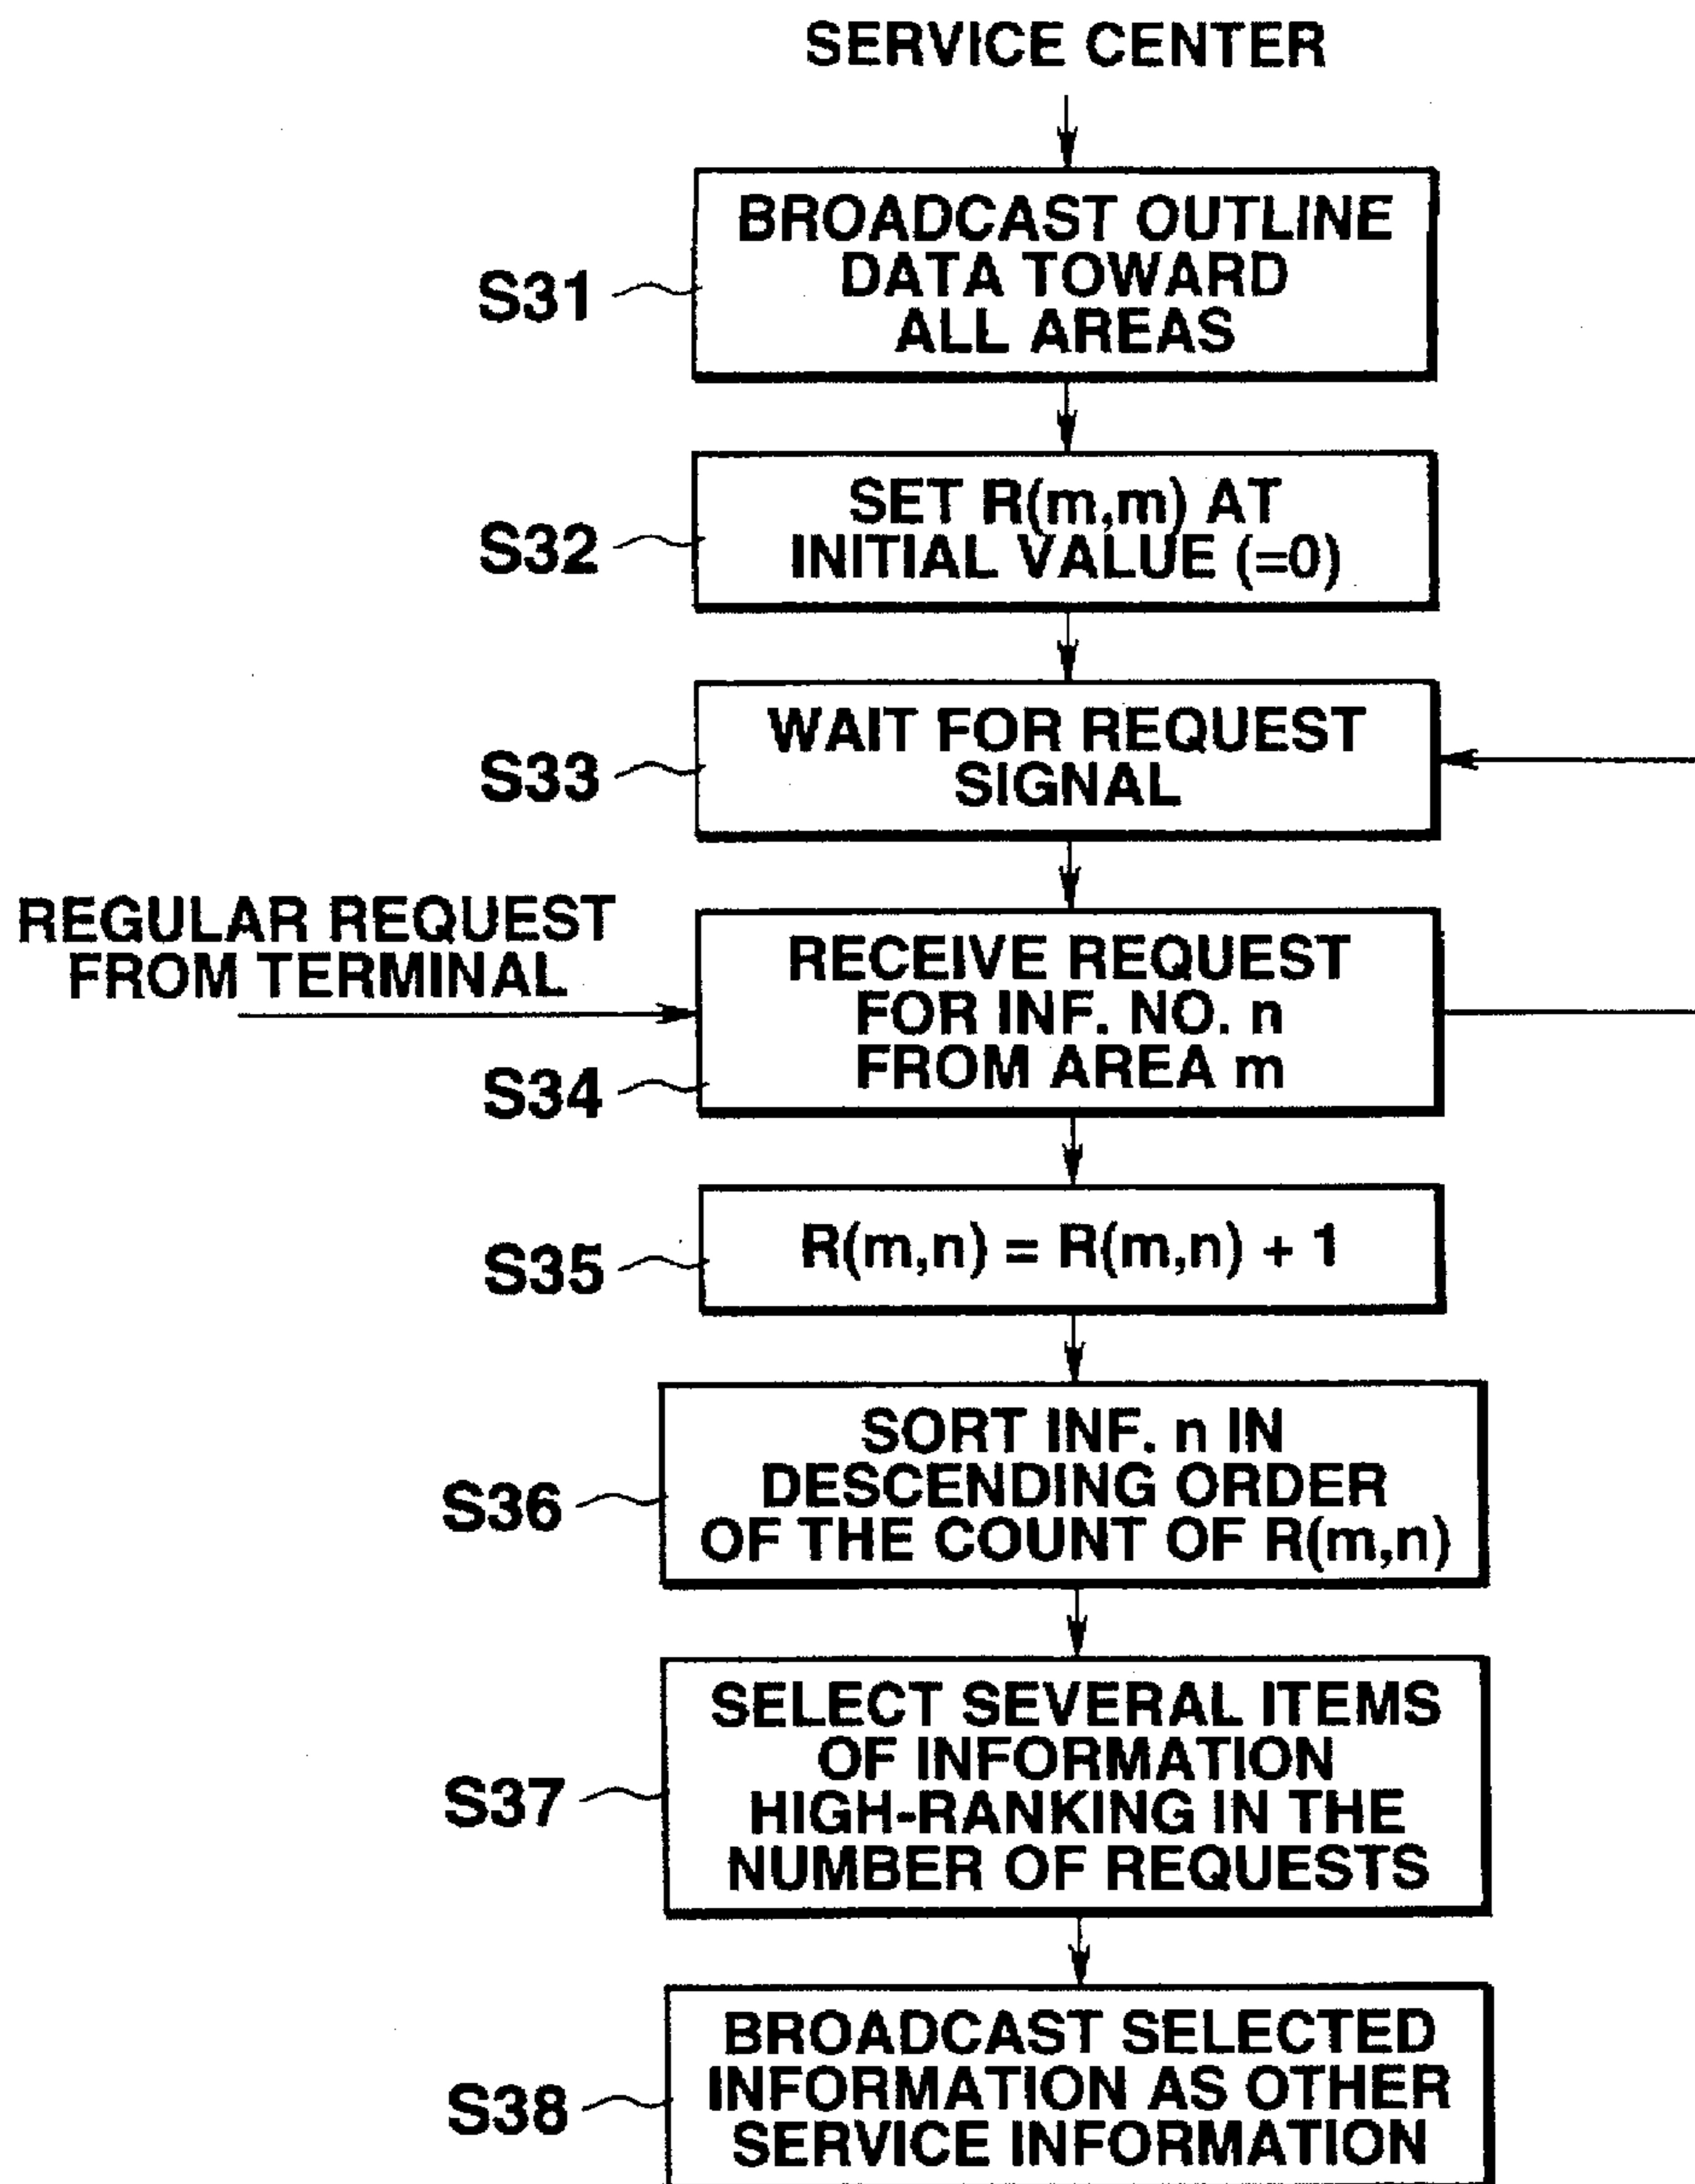 SERVICE CENTER
BROADCAST OUTLINE
DATA TOWARD
ALL AREAS
S31
SET R(m,m) AT
INITIAL VALUE (=0)
S32
WAIT FOR REQUEST
SIGNAL
S33
REGULAR REQUEST
FROM TERMINAL
RECEIVE REQUEST
FOR INF. NO. n
FROM AREA m
S34
R(m,n) = R(m,n) + 1
S35
SORT INF. n IN
DESCENDING ORDER
OF THE COUNT OF R(m,n)
S36
SELECT SEVERAL ITEMS
OF INFORMATION
HIGH-RANKING IN THE
NUMBER OF REQUESTS
S37
BROADCAST SELECTED
INFORMATION AS OTHER
SERVICE INFORMATION
S38